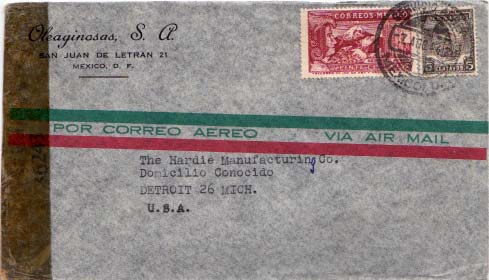 Oleaginosas, S. A.
SAN JUAN DE LETRAN 21
MEXICO, D. F.
CORREOS MEXICO
5
POR CORREO AEREO VIA AIR MAIL
The Hardie Manufacturing Co.
Domicilio Conocido
DETROIT 26 MICH.
U.S.A.